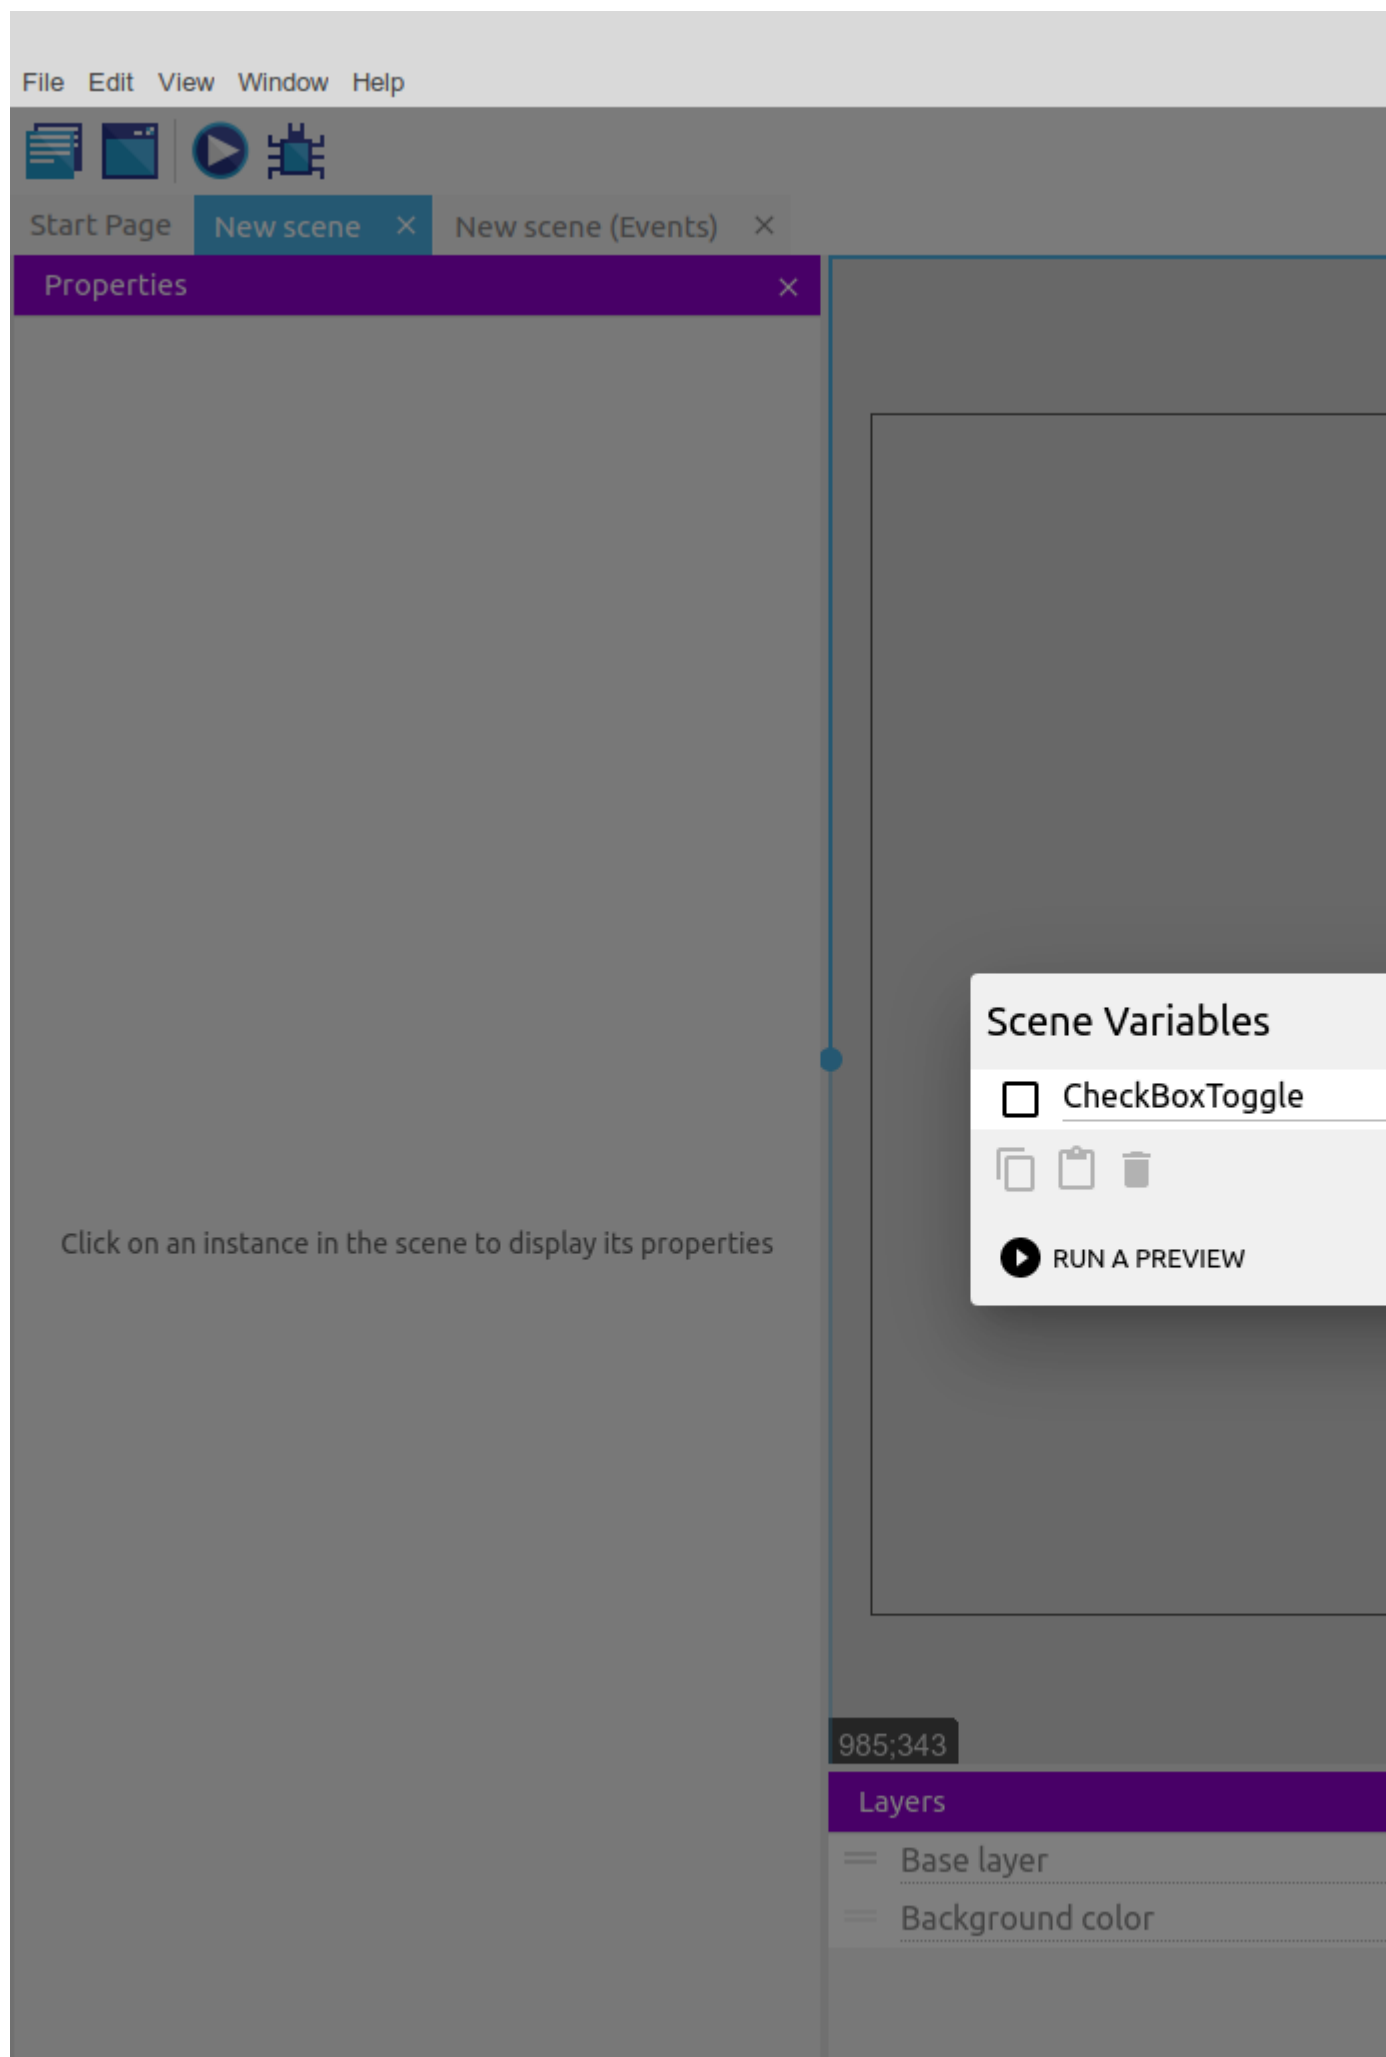 File Edit View Window Help
Start Page New scene New scene (Events)
Properties
Scene Variables
CheckBoxToggle
Click on an instance in the scene to display its properties
RUN A PREVIEW
985;343
Layers
Base layer
Background color